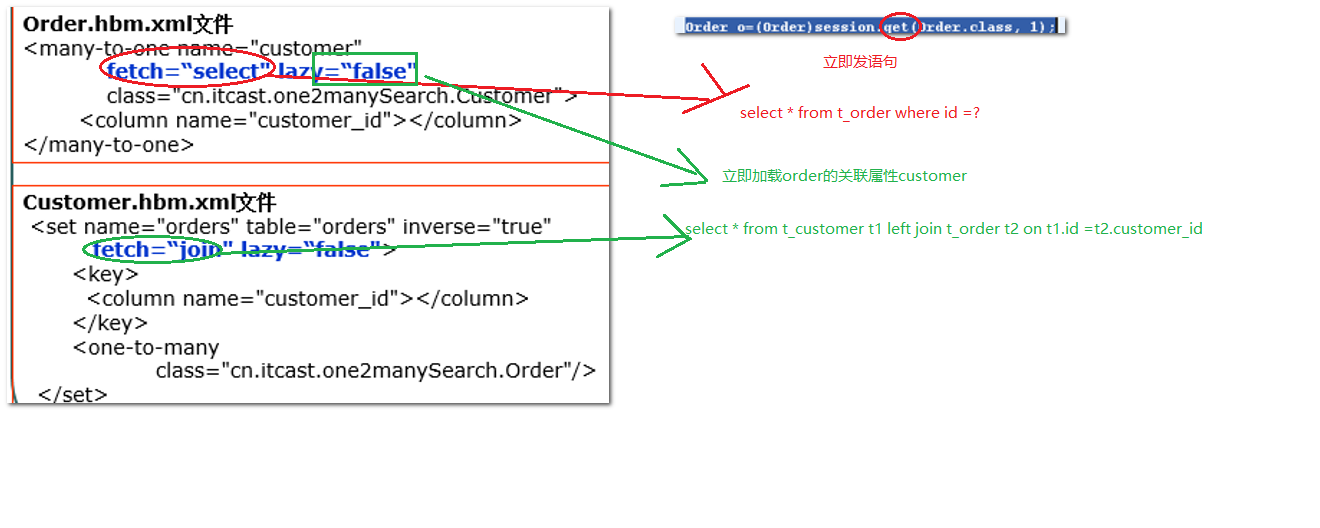 Order.hbm.xml文件
<many-to-one name="customer"
fetch=“select" lazy=“false"
class="cn.itcast.one2manySearch.Customer">
<column name="customer_id"></column>
</many-to-one>
Customer.hbm.xml文件
<set name="orders" table="orders" inverse="true"
fetch=“join" lazy=“false">
<key>
<column name="customer_id"></column>
</key>
<one-to-many
class="cn.itcast.one2manySearch.Order"/>
</set>
Order o=(Order)session.get(Order.class, 1);
立即发语句
select * from t_order where id =?
立即加载order的关联属性customer
select * from t_customer t1 left join t_order t2 on t1.id =t2.customer_id